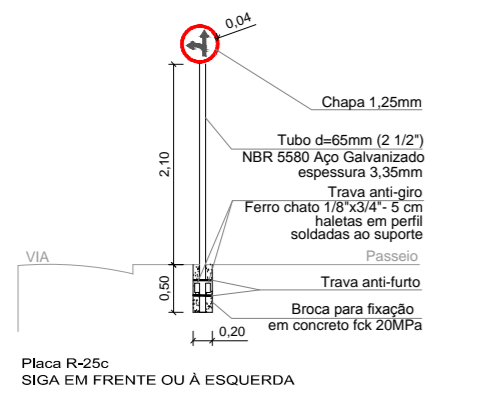 0,04
Chapa 1,25mm
2,10
Tubo d=65mm (2 1/2")
NBR 5580 Aço Galvanizado
espessura 3,35mm
Trava anti-giro
Ferro chato 1/8"x3/4"- 5 cm
haletas em perfil
soldadas ao suporte
VIA
Passeio
0,50
Trava anti-furto
Broca para fixação
em concreto fck 20MPa
0,20
Placa R-25c
SIGA EM FRENTE OU À ESQUERDA